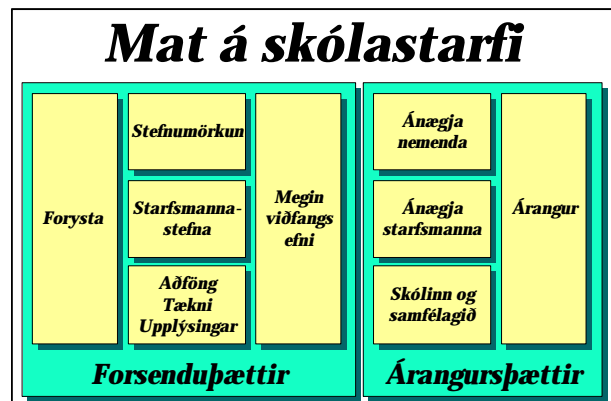 Mat á skólastarfi
Forysta
Stefnumörkun
Starfsmanna-
stefna
Aðföng
Tækni
Upplýsingar
Megin
viðfangs
efni
Forsenduþættir
Ánægja
nemenda
Ánægja
starfsmanna
Skólinn og
samfélagið
Árangur
Árangursþættir